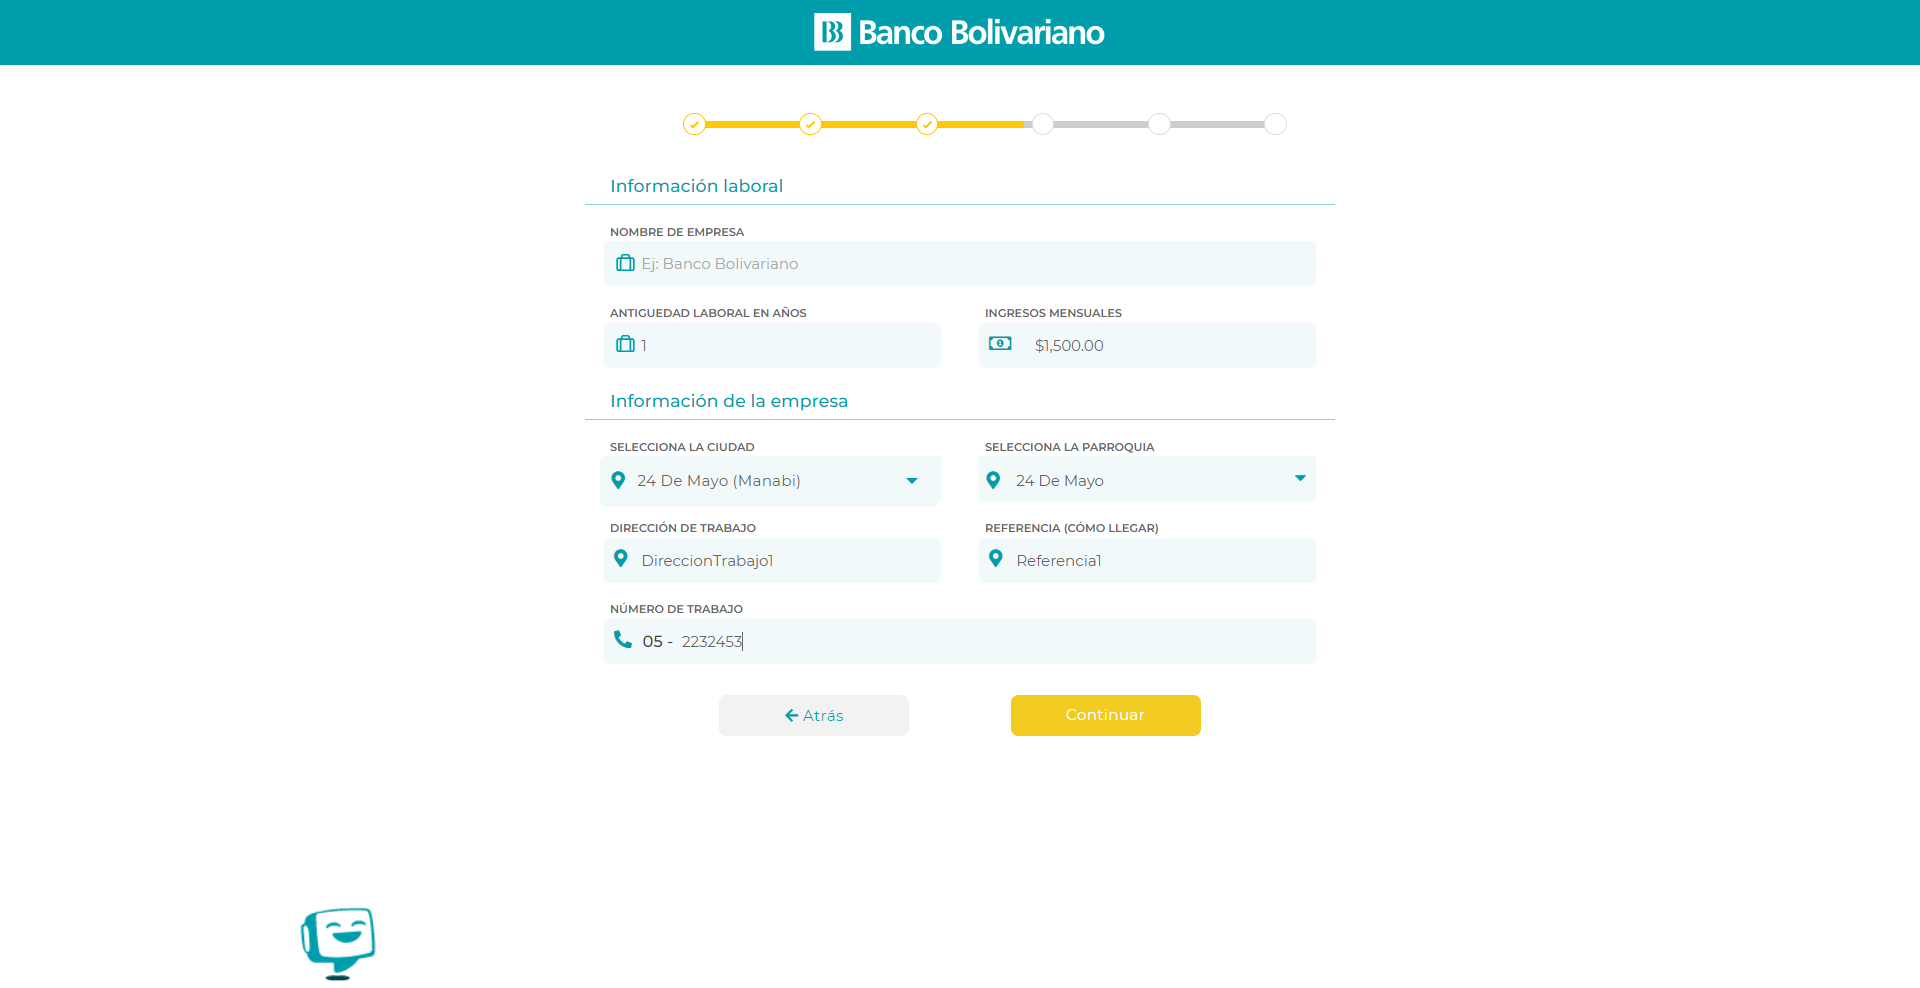 Banco Bolivariano
Información laboral
NOMBRE DE EMPRESA
Ej: Banco Bolivariano
ANTIGUEDAD LABORAL EN AÑOS
INGRESOS MENSUALES
1
$1,500.00
Información de la empresa
SELECCIONA LA CIUDAD
SELECCIONA LA PARROQUIA
24 De Mayo (Manabi)
24 De Mayo
DIRECCIÓN DE TRABAJO
REFERENCIA (CÓMO LLEGAR)
DireccionTrabajo1
Referencia1
NÚMERO DE TRABAJO
05 - 2232453
Atrás
Continuar